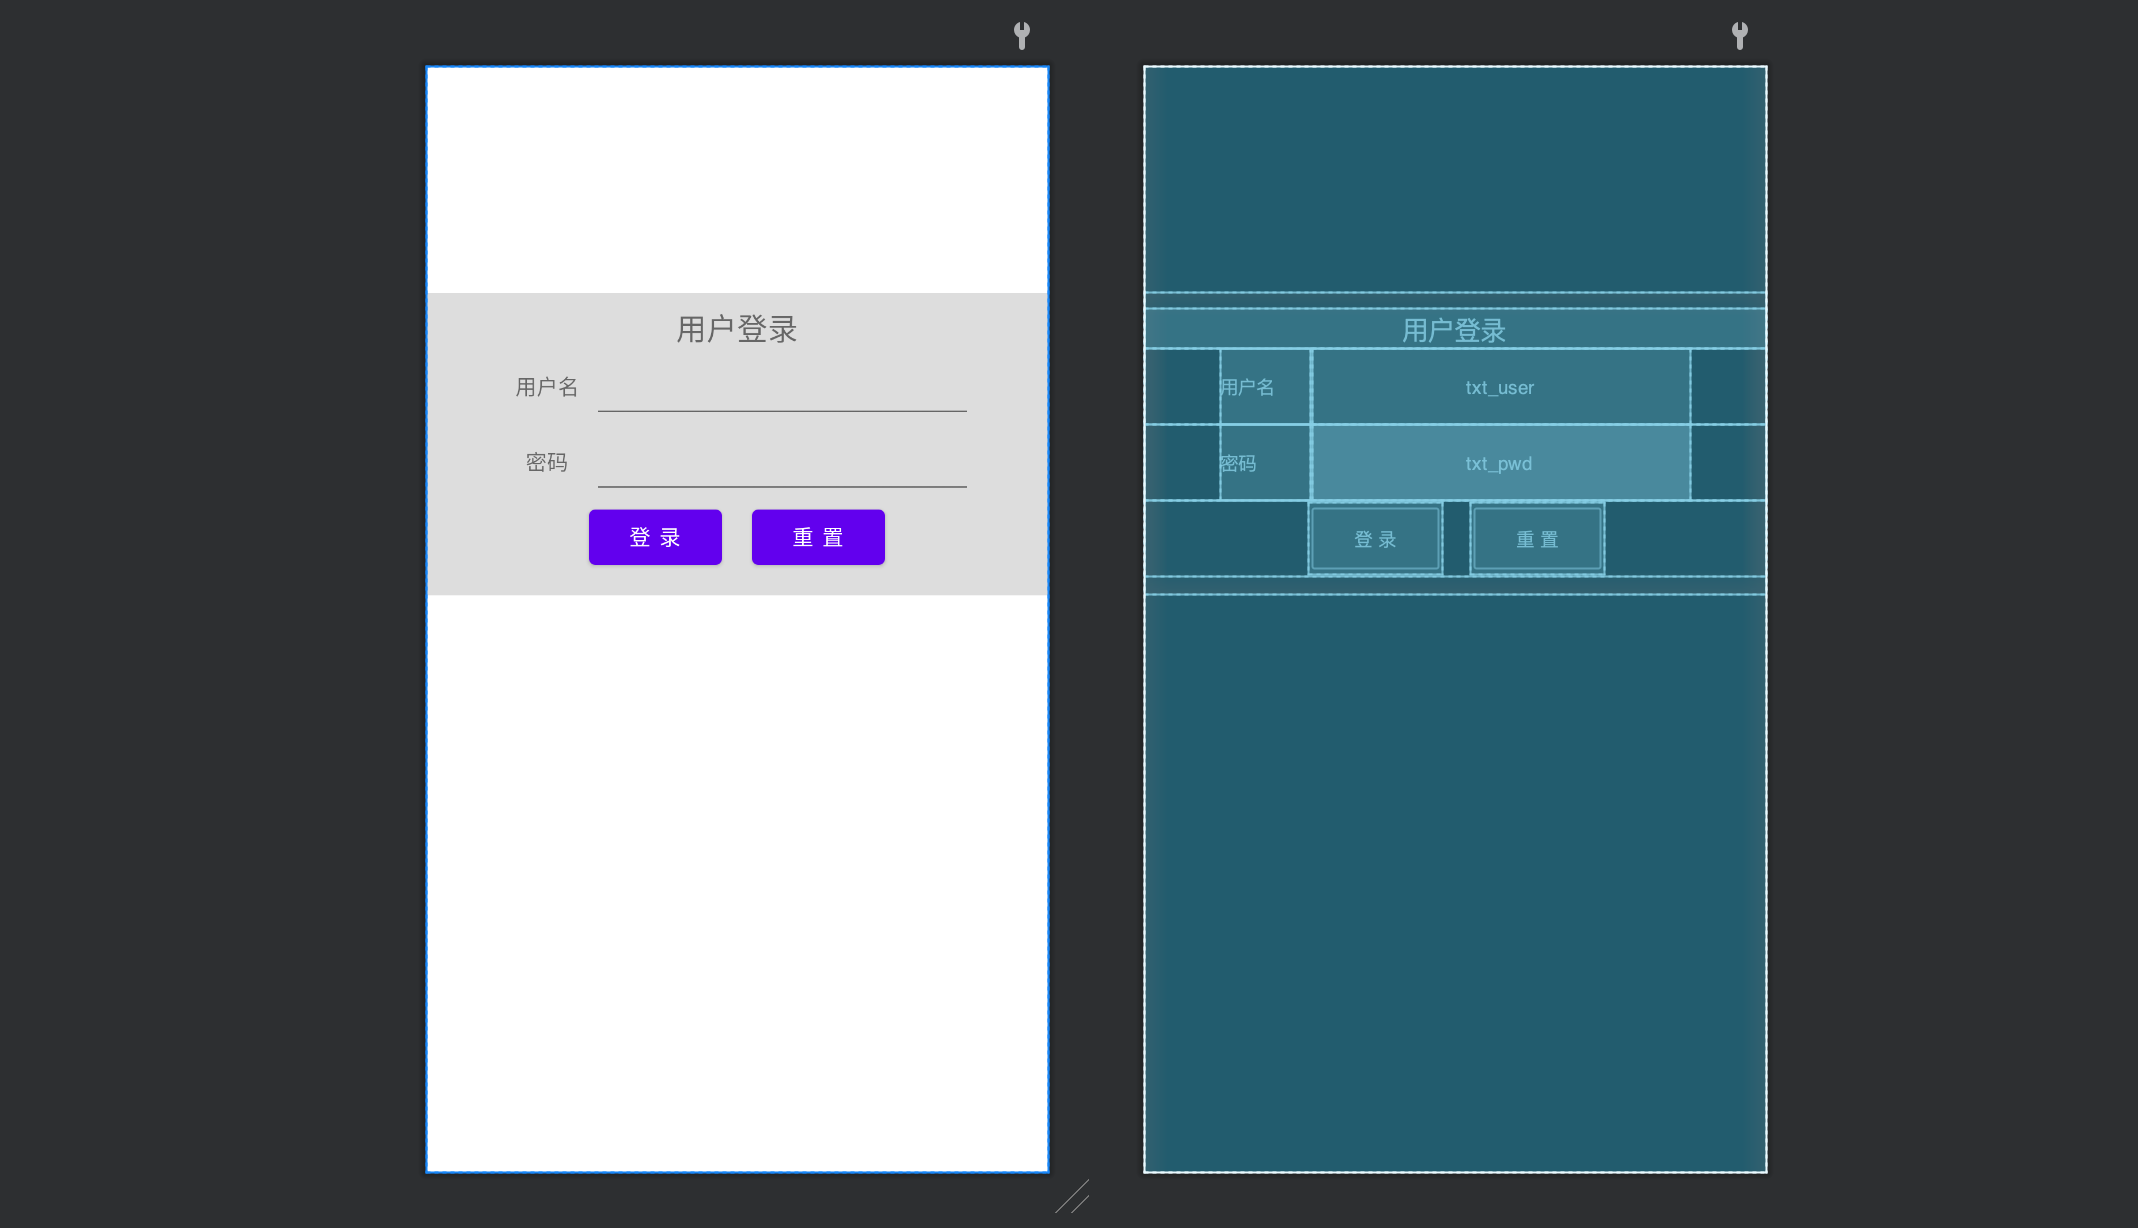 用户登录
用户名
密码
登 录 重 置
用户登录
用户名 txt_user
密码 txt_pwd
登 录 重 置